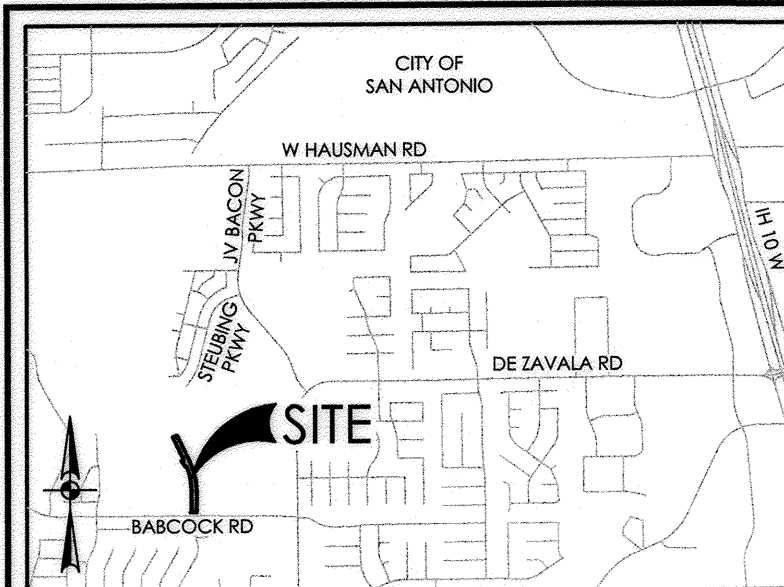 CITY OF
SAN ANTONIO
W HAUSMAN RD
JV BACON
PKWY
IH 10 W
STEUBING
PKWY
DE ZAVALA RD
SITE
BABCOCK RD